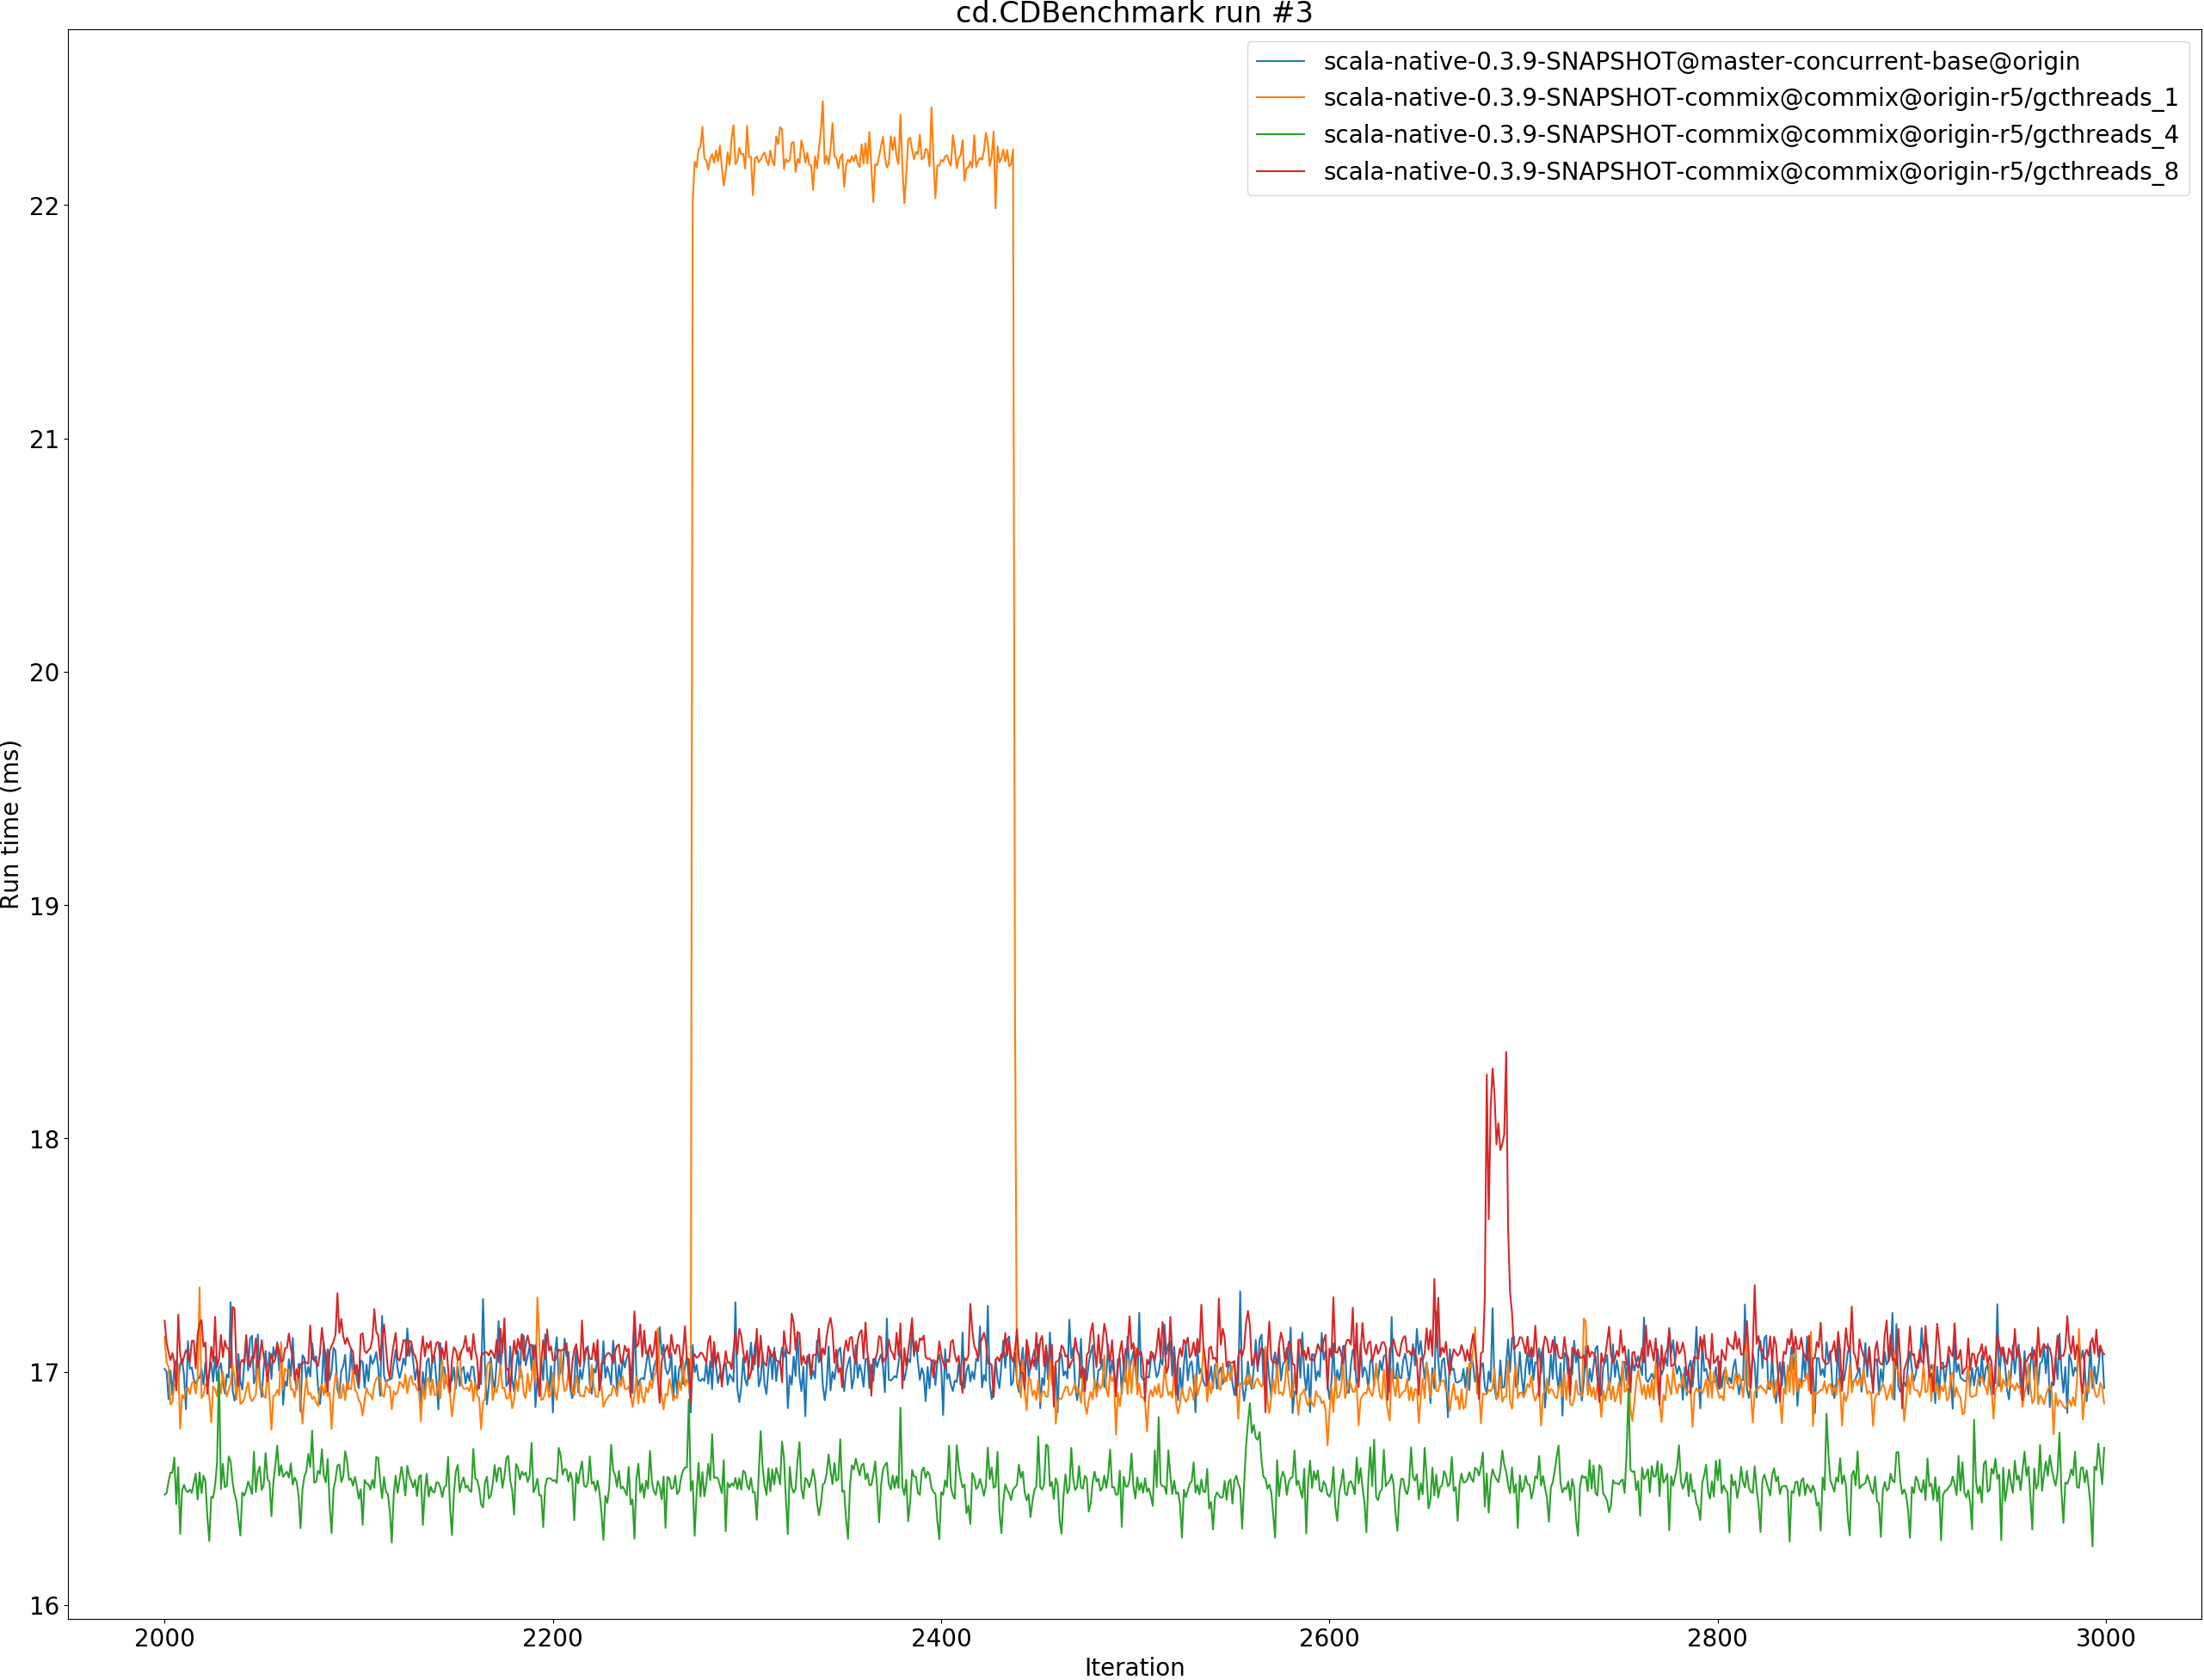 cd.CDBenchmark run #3
scala-native-0.3.9-SNAPSHOT@master-concurrent-base@origin
scala-native-0.3.9-SNAPSHOT-commix@commix@origin-r5/gcthreads_1
scala-native-0.3.9-SNAPSHOT-commix@commix@origin-r5/gcthreads_4
scala-native-0.3.9-SNAPSHOT-commix@commix@origin-r5/gcthreads_8
Run time (ms)
22
21
20
19
18
17
16
2000 2200 2400 2600 2800 3000
Iteration